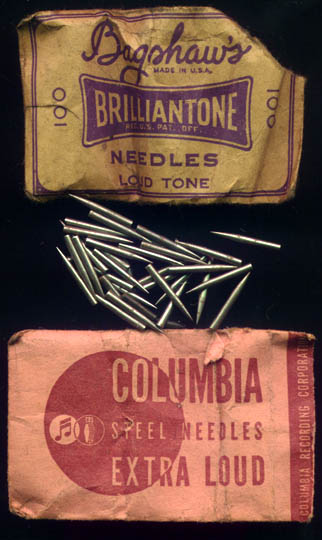 Bagshaw's
MADE IN U.S.A.
100
BRILLIANTONE
REG. U.S. PAT. OFF.
100
NEEDLES
LOUD TONE
COLUMBIA
STEEL NEEDLES
EXTRA LOUD
COLUMBIA RECORDING CORPORATI